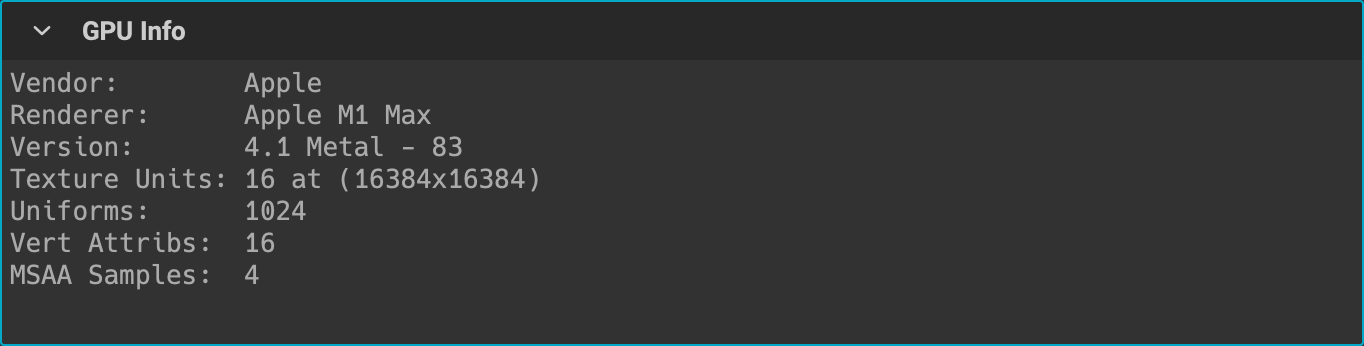 GPU Info
Vendor: Apple
Renderer: Apple M1 Max
Version: 4.1 Metal - 83
Texture Units: 16 at (16384x16384)
Uniforms: 1024
Vert Attribs: 16
MSAA Samples: 4